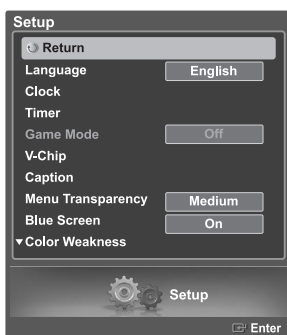 Setup
Return
Language English
Clock
Timer
Game Mode Off
V-Chip
Caption
Menu Transparency Medium
Blue Screen On
▼Color Weakness
Setup
Enter